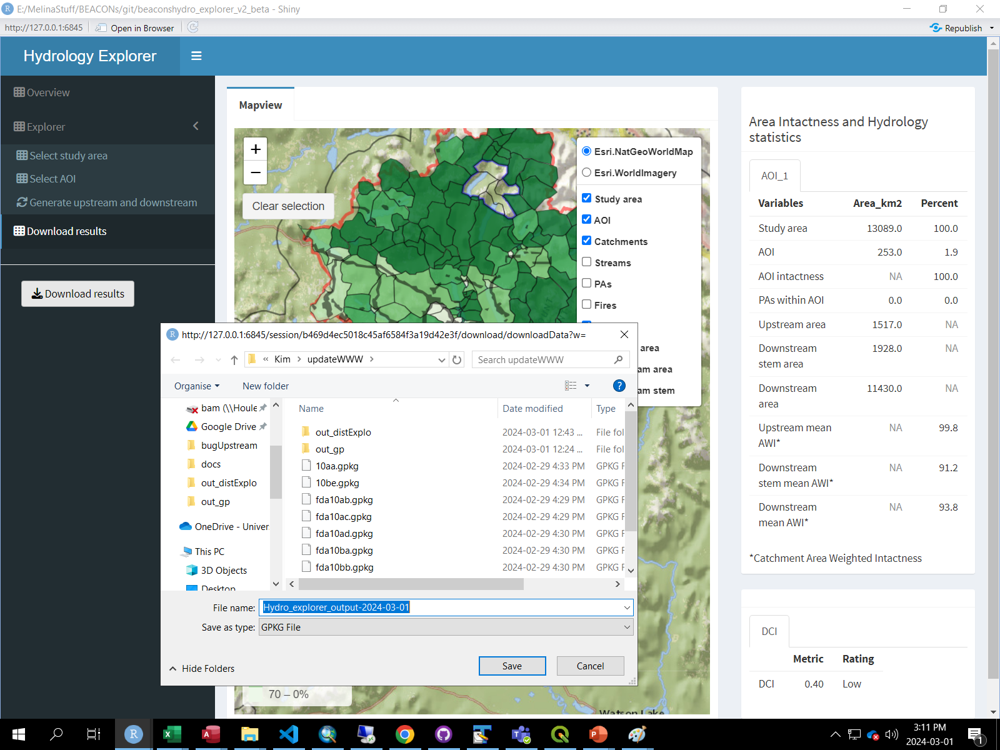 E:/MelinaStuff/BEACONs/git/beaconshydro_explorer_v2_beta - Shiny
http://127.0.0.1:6845
Open in Browser
Republish
Hydrology Explorer
Overview
Explorer
Select study area
Select AOI
Generate upstream and downstream
Download results
Download results
Mapview
+
−
Clear selection
Esri.NatGeoWorldMap
Esri.WorldImagery
Study area
AOI
Catchments
Streams
PAs
Fires
area
am area
am stem
70 – 0%
Watson Lake
Area Intactness and Hydrology
statistics
AOI_1
Variables Area_km2 Percent
Study area 13089.0 100.0
AOI 253.0 1.9
AOI intactness NA 100.0
PAs within AOI 0.0 0.0
Upstream area 1517.0 NA
Downstream 1928.0 NA
stem area
Downstream 11430.0 NA
area
Upstream mean NA 99.8
AWI*
Downstream NA 91.2
stem mean AWI*
Downstream NA 93.8
mean AWI*
*Catchment Area Weighted Intactness
DCI
Metric Rating
DCI 0.40 Low
http://127.0.0.1:6845/session/b469d4ec5018c45af6584f3a19d42e3f/download/downloadData?w=
« Kim > updateWWW >
Search updateWWW
Organise
New folder
?
bam (\\Houle
Google Drive
bugUpstream
docs
out_distExplo
out_gp
OneDrive - Univer
This PC
3D Objects
Desktop
Name Date modified Type
out_distExplo 2024-03-01 12:43 ... File fol
out_gp 2024-03-01 12:24 ... File fol
10aa.gpkg 2024-02-29 4:33 PM GPKG F
10be.gpkg 2024-02-29 4:34 PM GPKG F
fda10ab.gpkg 2024-02-29 4:29 PM GPKG F
fda10ac.gpkg 2024-02-29 4:29 PM GPKG F
fda10ad.gpkg 2024-02-29 4:30 PM GPKG F
fda10ba.gpkg 2024-02-29 4:30 PM GPKG F
fda10bb.gpkg 2024-02-29 4:30 PM GPKG F
File name: Hydro_explorer_output-2024-03-01
Save as type: GPKG File
Hide Folders
Save
Cancel
3:11 PM
2024-03-01
1